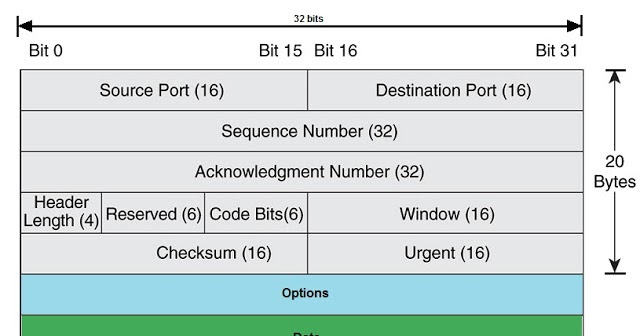 32 bits
Bit 0 Bit 15 Bit 16 Bit 31
Source Port (16) Destination Port (16)
Sequence Number (32)
20
Bytes
Acknowledgment Number (32)
Header
Length (4) Reserved (6) Code Bits(6) Window (16)
Checksum (16) Urgent (16)
Options